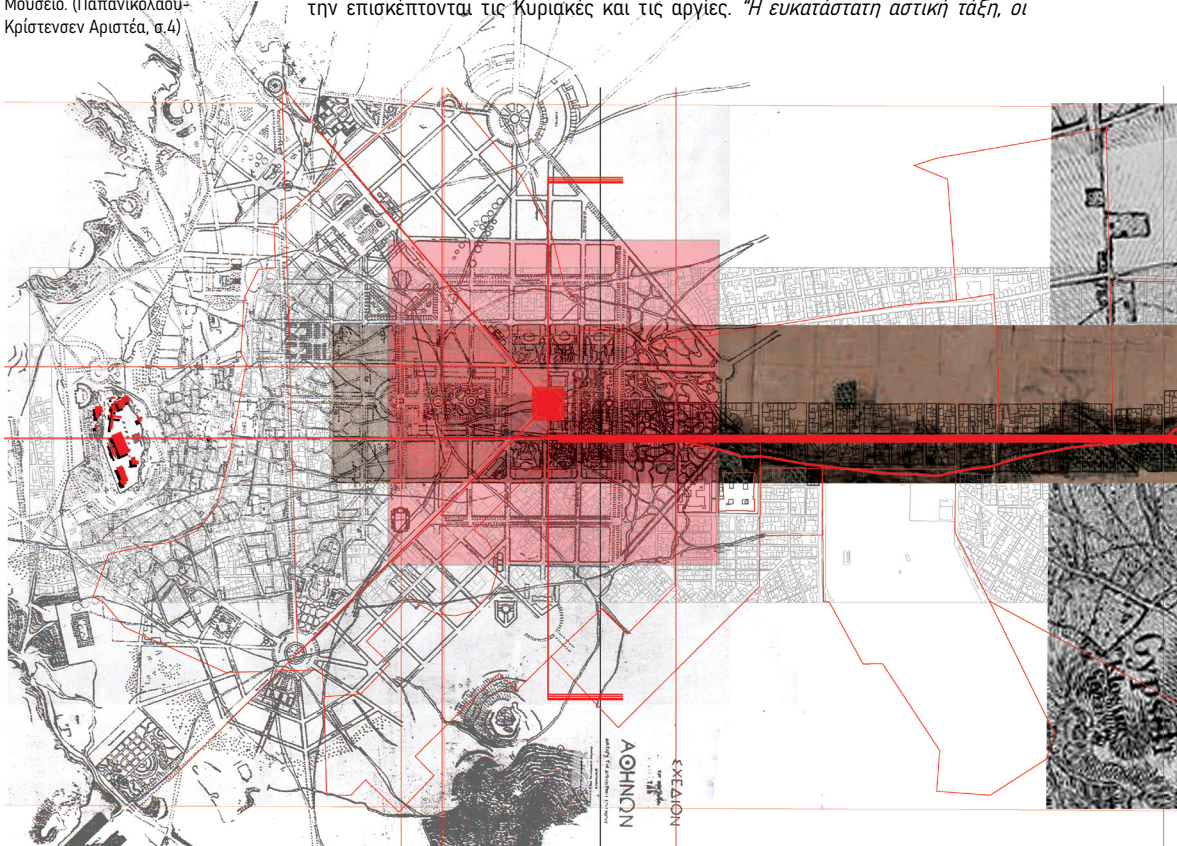 Μουσείο. (Παπανικολάου-
Κρίστενσεν Αριστέα, σ.4)
την επισκέπτονται τις Κυριακές και τις αργίες. "Η ευκατάστατη αστική τάξη, οι
ΣΧΕΔΙΟΝ
ΑΘΗΝΩΝ